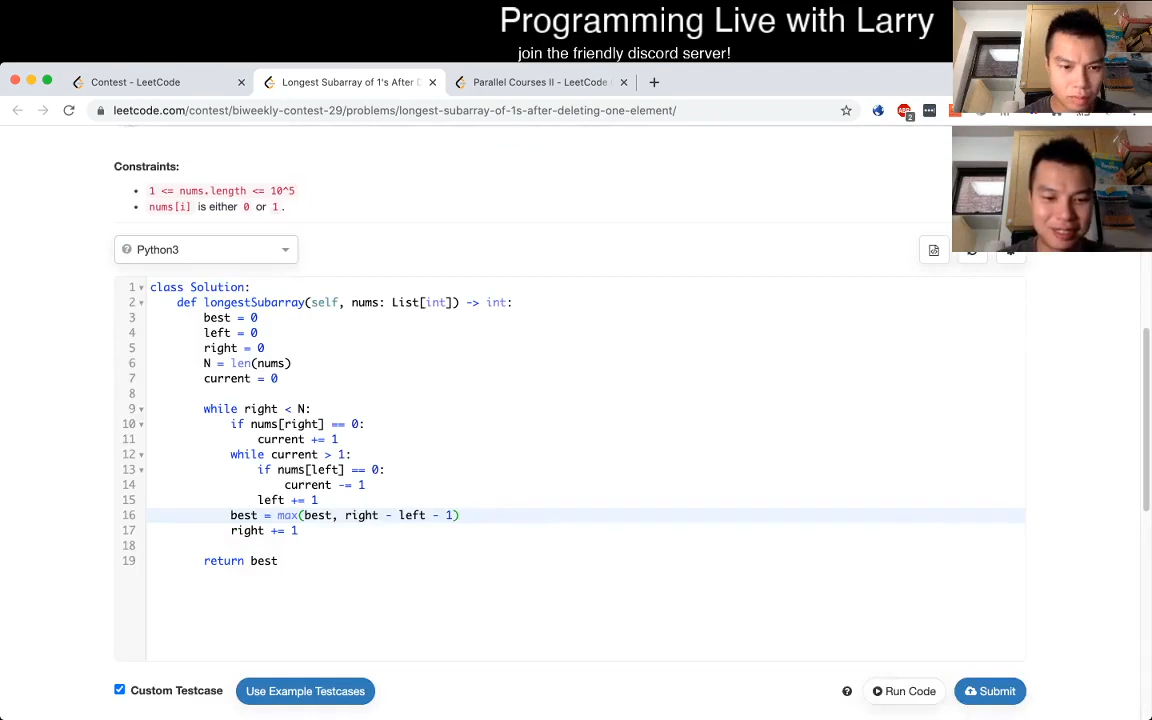 Programming Live with Larry
join the friendly discord server!
Contest - LeetCode
Longest Subarray of 1's After D
Parallel Courses II - LeetCode
leetcode.com/contest/biweekly-contest-29/problems/longest-subarray-of-1s-after-deleting-one-element/
2
Constraints:
1 <= nums.length <= 10^5
nums[i] is either 0 or 1.
Python3
1 class Solution:
2 def longestSubarray(self, nums: List[int]) -> int:
3 best = 0
4 left = 0
5 right = 0
6 N = len(nums)
7 current = 0
8
9 while right < N:
10 if nums[right] == 0:
11 current += 1
12 while current > 1:
13 if nums[left] == 0:
14 current -= 1
15 left += 1
16 best = max(best, right - left - 1)
17 right += 1
18
19 return best
Custom Testcase
Use Example Testcases
Run Code
Submit